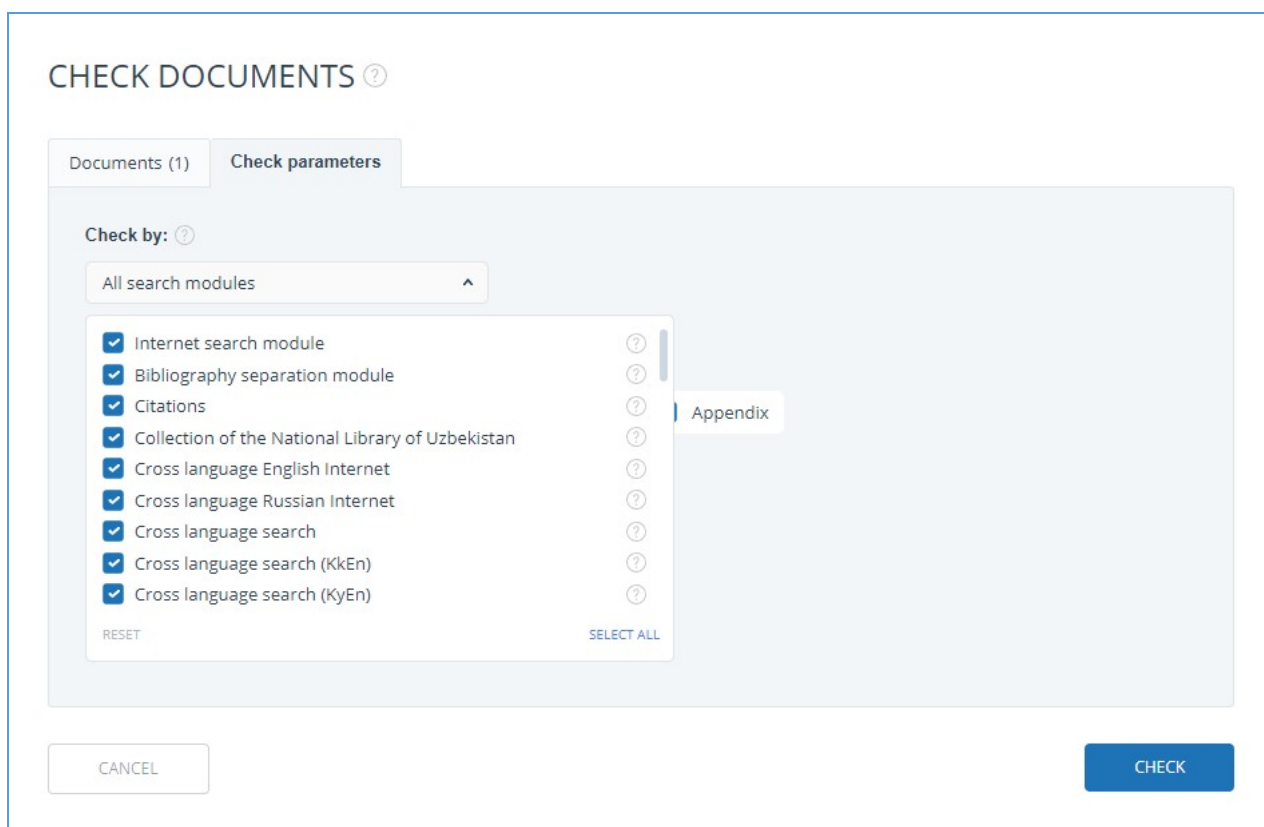 CHECK DOCUMENTS ?
Documents (1) Check parameters
Check by: ?
All search modules
Internet search module ?
Bibliography separation module ?
Citations ?
Appendix
Collection of the National Library of Uzbekistan ?
Cross language English Internet ?
Cross language Russian Internet ?
Cross language search ?
Cross language search (KkEn) ?
Cross language search (KyEn) ?
RESET SELECT ALL
CANCEL CHECK